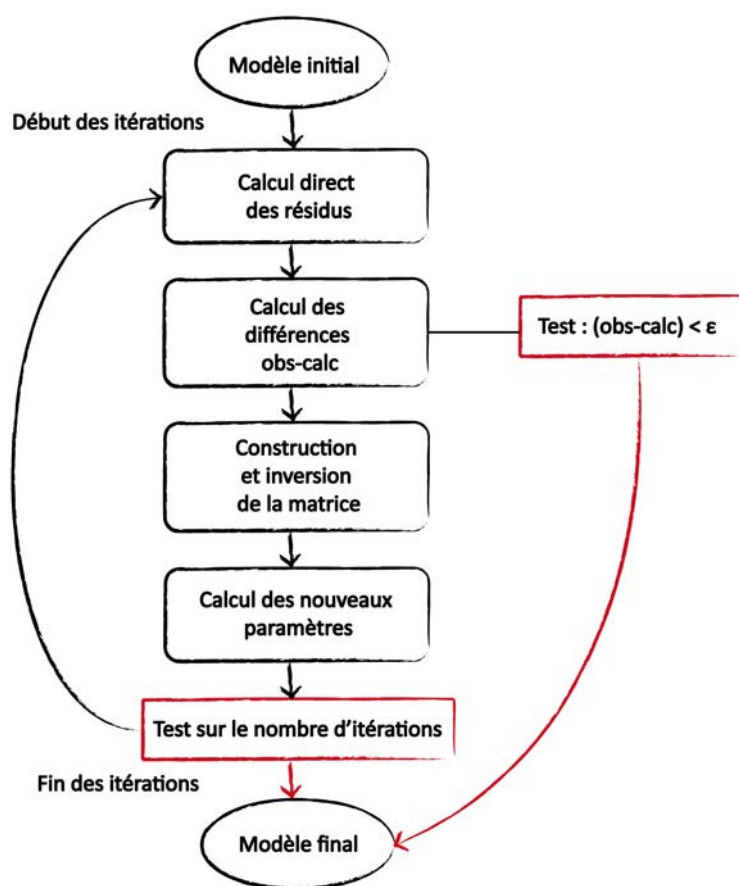 Modèle initial
Début des itérations
Calcul direct
des résidus
Calcul des
différences
obs-calc
Test : (obs-calc) < ε
Construction
et inversion
de la matrice
Calcul des nouveaux
paramètres
Test sur le nombre d’itérations
Fin des itérations
Modèle final